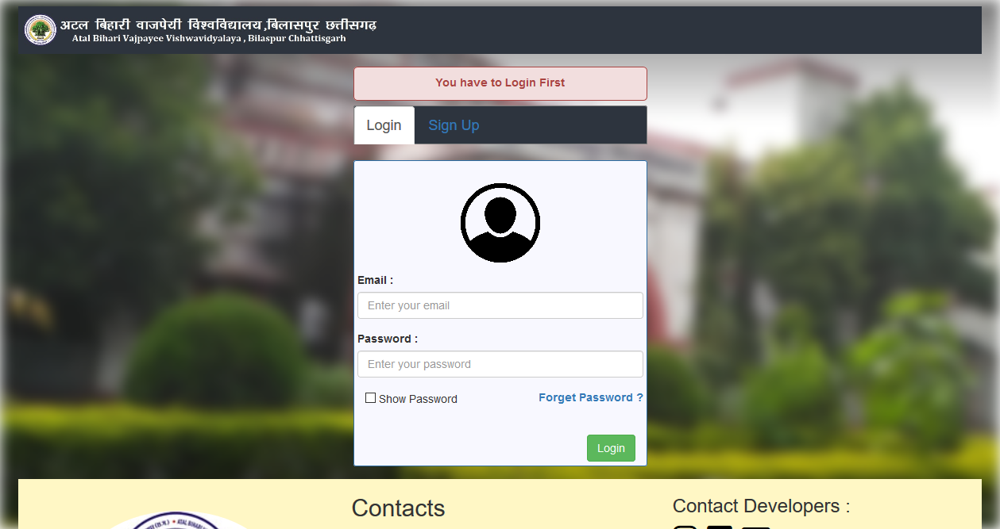 अटल बिहारी वाजपेयी विश्वविद्यालय ,बिलासपुर छत्तीसगढ़
Atal Bihari Vajpayee Vishwavidyalaya , Bilaspur Chhattisgarh
You have to Login First
Login Sign Up
Email :
Enter your email
Password :
Enter your password
Show Password Forget Password ?
Login
Contacts Contact Developers :